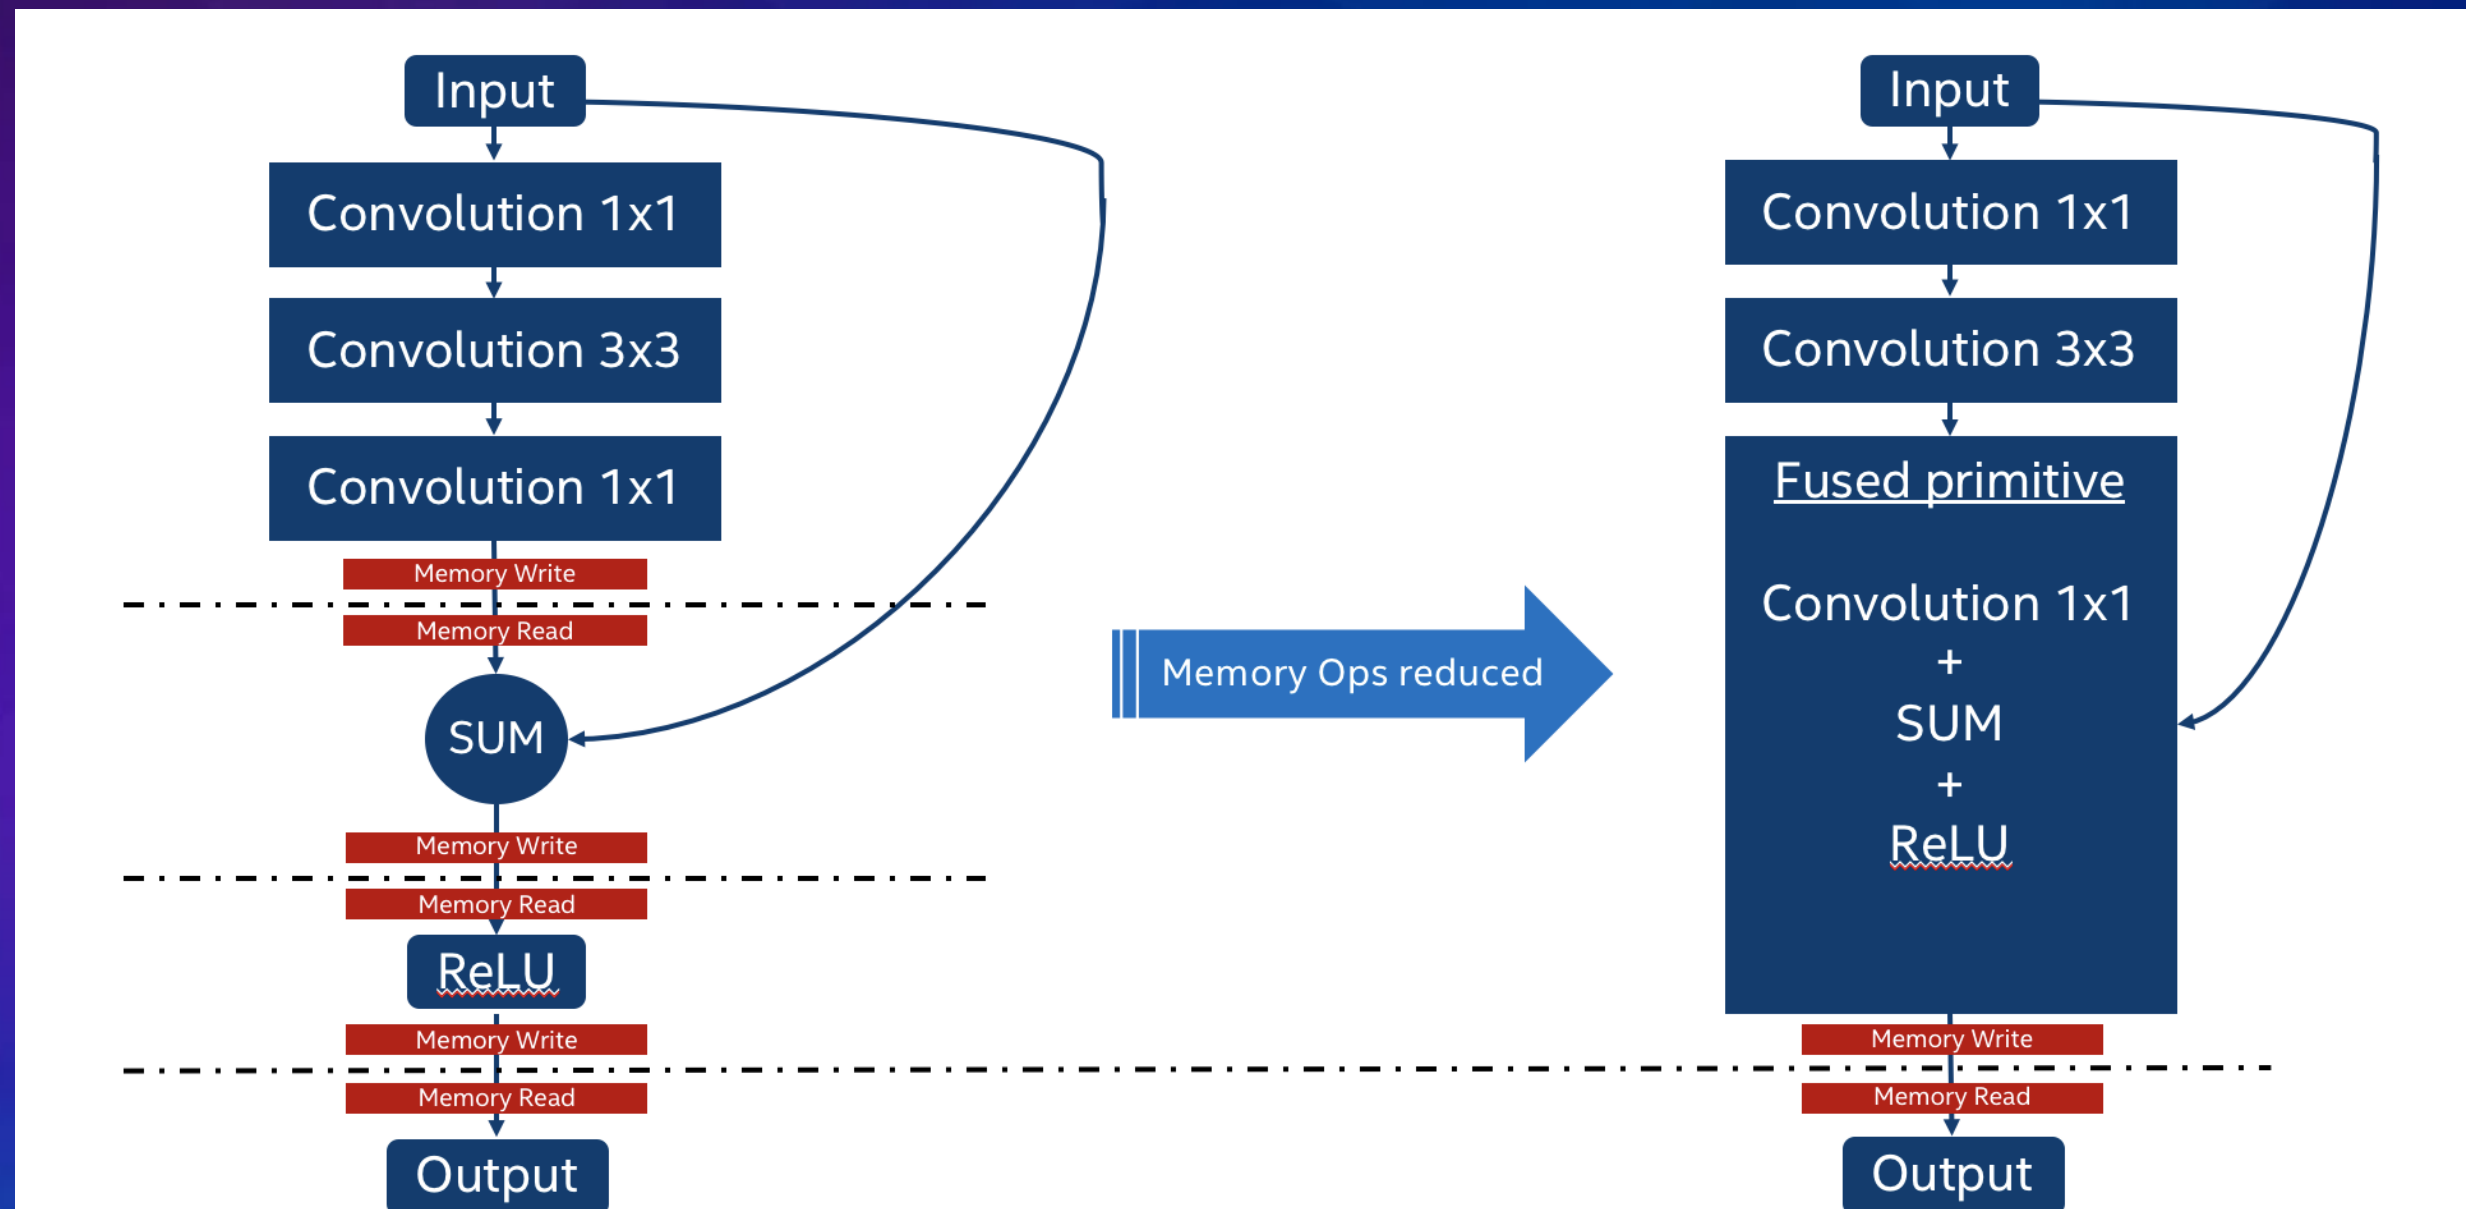 Input
Convolution 1x1
Convolution 3x3
Convolution 1x1
Memory Write
Memory Read
SUM
Memory Write
Memory Read
ReLU
Memory Write
Memory Read
Output
Memory Ops reduced
Input
Convolution 1x1
Convolution 3x3
Fused primitive
Convolution 1x1
+
SUM
+
ReLU
Memory Write
Memory Read
Output